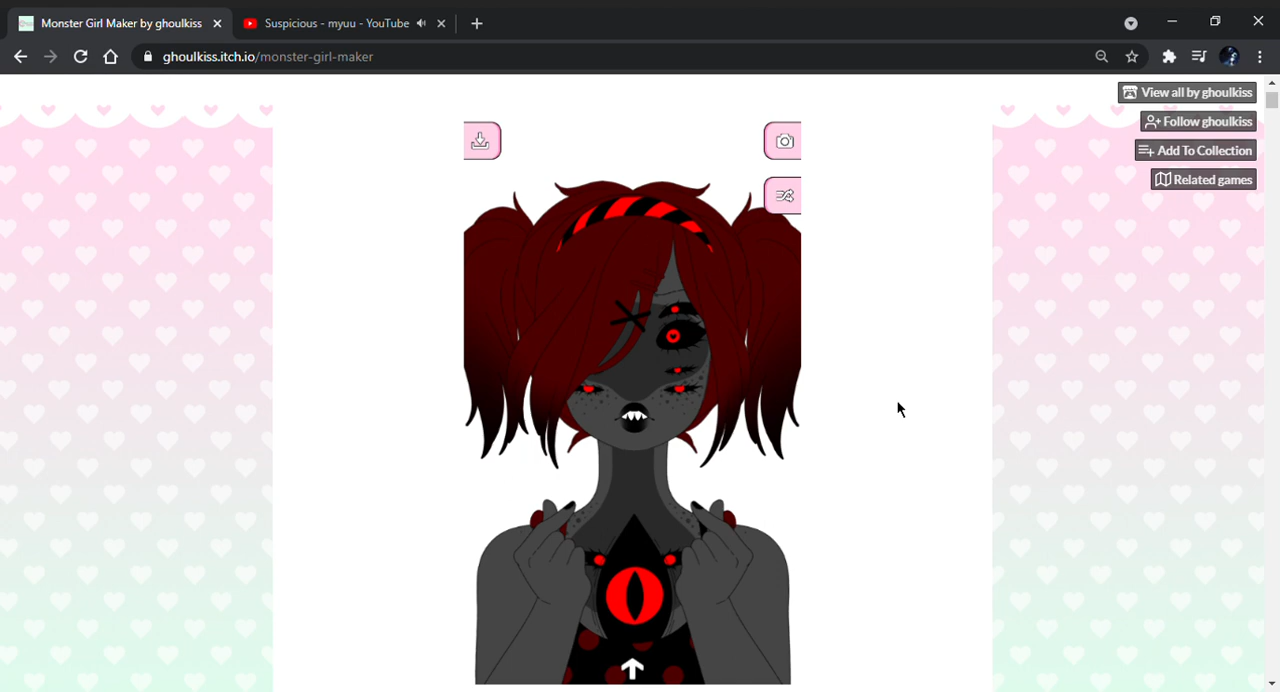 Monster Girl Maker by ghoulkiss
Suspicious - myuu - YouTube
ghoulkiss.itch.io/monster-girl-maker
View all by ghoulkiss
Follow ghoulkiss
Add To Collection
Related games